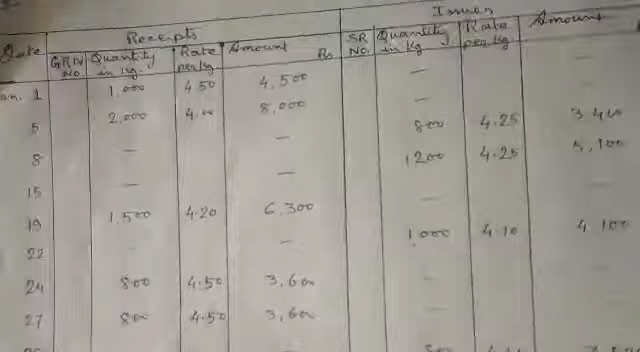 Receipts Issues
Date GRN No. Quantity in kg. Rate per kg Amount Rs SR No. Quantity in kg. Rate per kg Amount
Jan. 1 1,000 4.50 4,500 — —
5 2,000 4.00 8,000 — —
8 — — 800 4.25 3,400
15 — — 1200 4.25 5,100
19 1,500 4.20 6,300 — —
22 — — 1,000 4.10 4,100
24 800 4.50 3,600 — —
27 800 4.50 3,600 — —